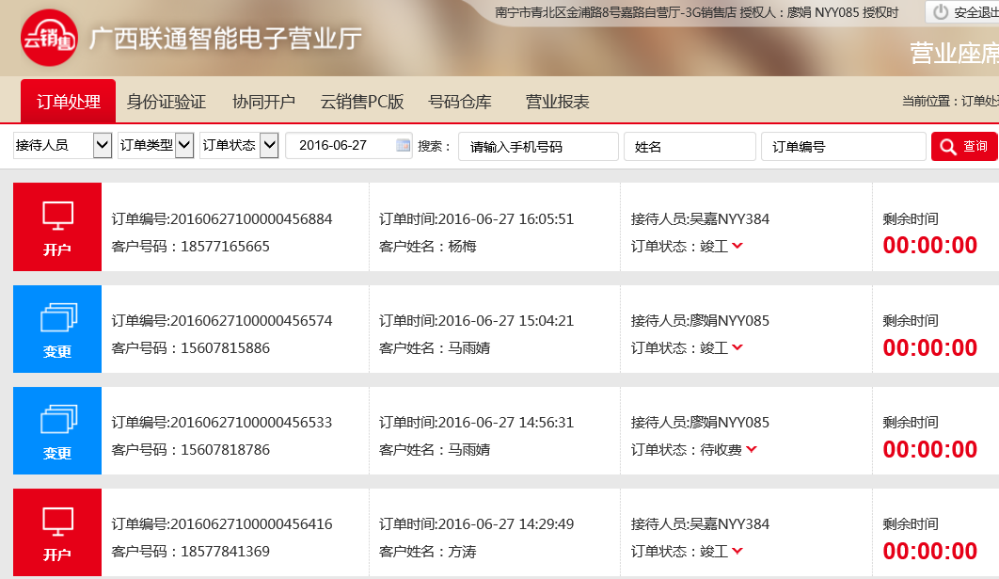 南宁市青北区金浦路8号嘉路自营厅-3G销售店 授权人：廖娟 NYY085 授权时
安全退出
云销售
广西联通智能电子营业厅
营业座席
订单处理 身份证验证 协同开户 云销售PC版 号码仓库 营业报表
当前位置：订单处
接待人员 订单类型 订单状态 2016-06-27 搜索： 请输入手机号码 姓名 订单编号 查询
开户
订单编号:20160627100000456884
客户号码：18577165665
订单时间:2016-06-27 16:05:51
客户姓名：杨梅
接待人员:吴嘉NYY384
订单状态：竣工
剩余时间
00:00:00
变更
订单编号:20160627100000456574
客户号码：15607815886
订单时间:2016-06-27 15:04:21
客户姓名：马雨婧
接待人员:廖娟NYY085
订单状态：竣工
剩余时间
00:00:00
变更
订单编号:20160627100000456533
客户号码：15607818786
订单时间:2016-06-27 14:56:31
客户姓名：马雨婧
接待人员:廖娟NYY085
订单状态：待收费
剩余时间
00:00:00
开户
订单编号:20160627100000456416
客户号码：18577841369
订单时间:2016-06-27 14:29:49
客户姓名：方涛
接待人员:吴嘉NYY384
订单状态：竣工
剩余时间
00:00:00